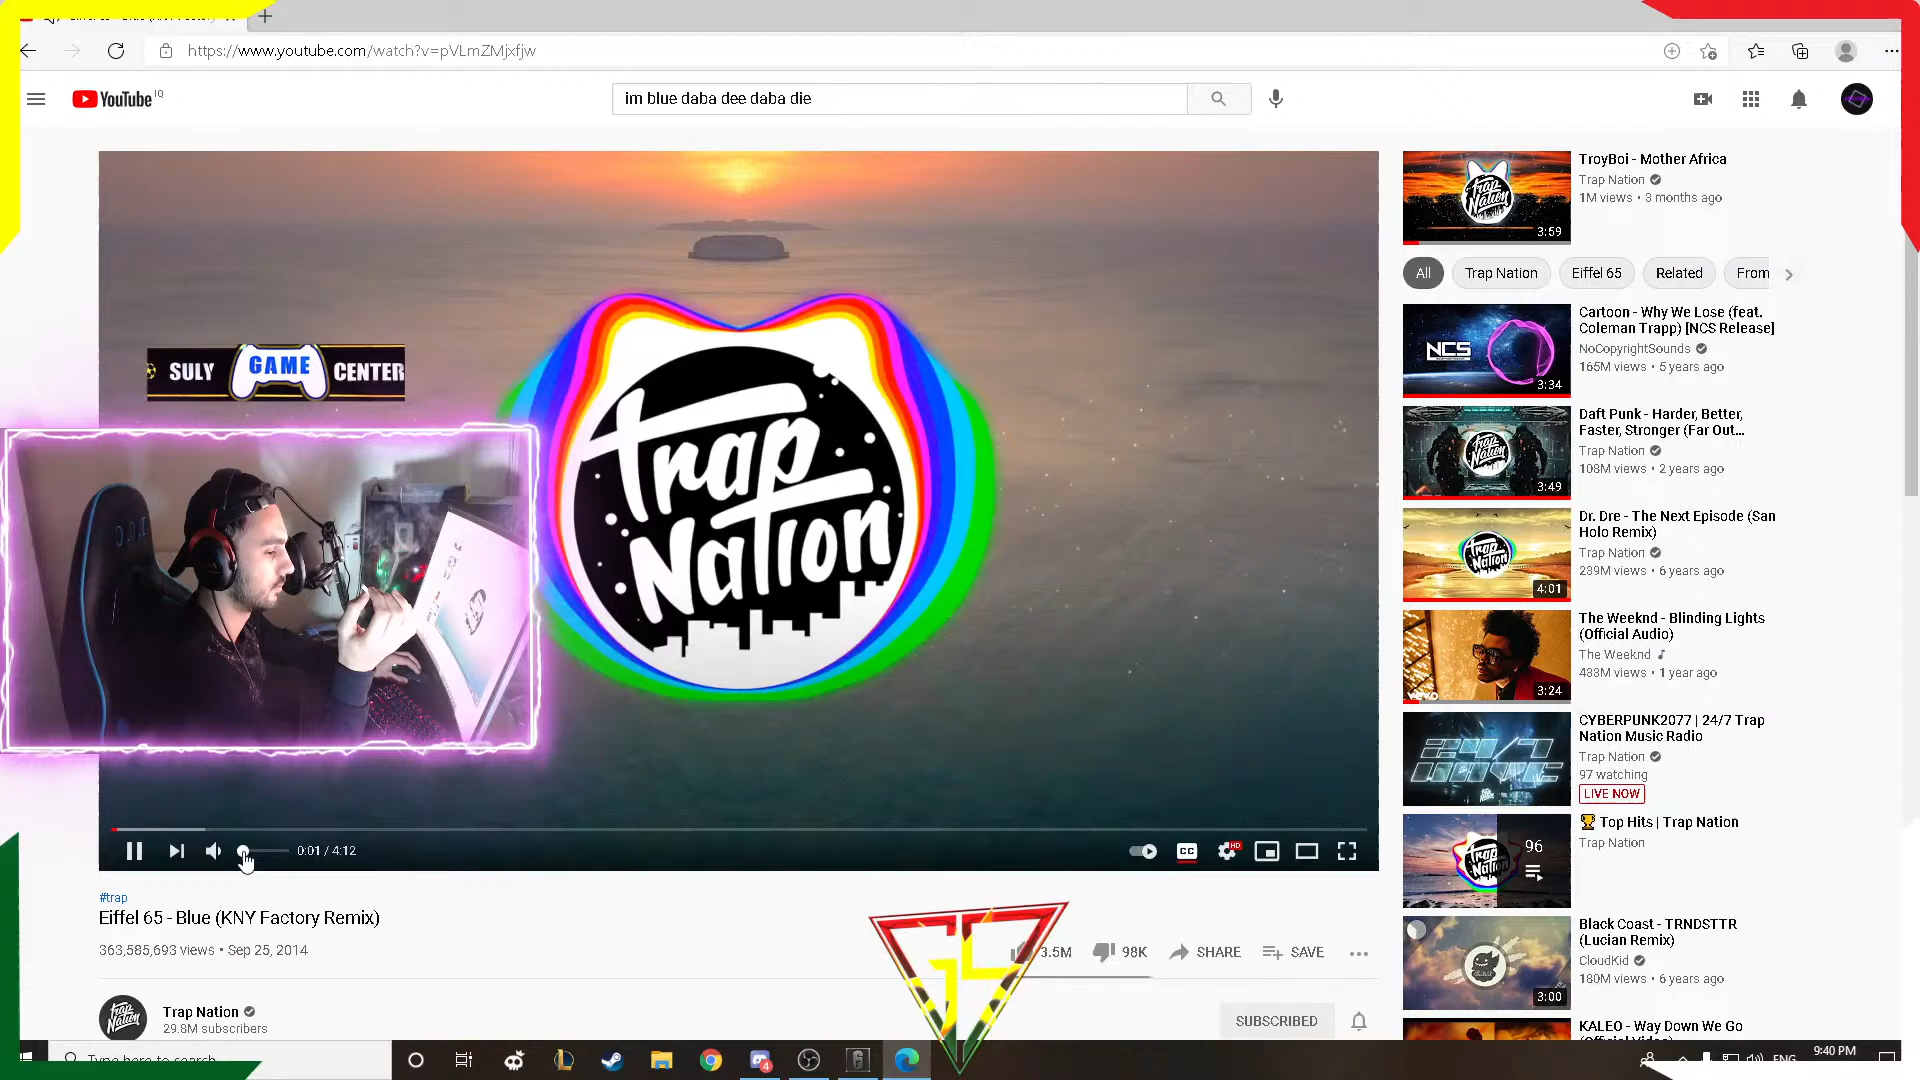 https://www.youtube.com/watch?v=pVLmZMjxfjw
YouTube IQ
im blue daba dee daba die
SULY GAME CENTER
Trap
Nation
0:01 / 4:12
CC
HD
#trap
Eiffel 65 - Blue (KNY Factory Remix)
363,585,693 views • Sep 25, 2014
3.5M
98K
SHARE
SAVE
Trap Nation
29.8M subscribers
SUBSCRIBED
TroyBoi - Mother Africa
Trap Nation
1M views • 3 months ago
3:59
All
Trap Nation
Eiffel 65
Related
From
Cartoon - Why We Lose (feat.
Coleman Trapp) [NCS Release]
NoCopyrightSounds
165M views • 5 years ago
NCS
3:34
Daft Punk - Harder, Better,
Faster, Stronger (Far Out...
Trap Nation
108M views • 2 years ago
3:49
Dr. Dre - The Next Episode (San
Holo Remix)
Trap Nation
239M views • 6 years ago
4:01
The Weeknd - Blinding Lights
(Official Audio)
The Weeknd
433M views • 1 year ago
vevo
3:24
CYBERPUNK2077 | 24/7 Trap
Nation Music Radio
Trap Nation
97 watching
LIVE NOW
🏆 Top Hits | Trap Nation
Trap Nation
96
Black Coast - TRNDSTTR
(Lucian Remix)
CloudKid
180M views • 6 years ago
3:00
KALEO - Way Down We Go
(Official Video)
Type here to search
4
ENG
9:40 PM